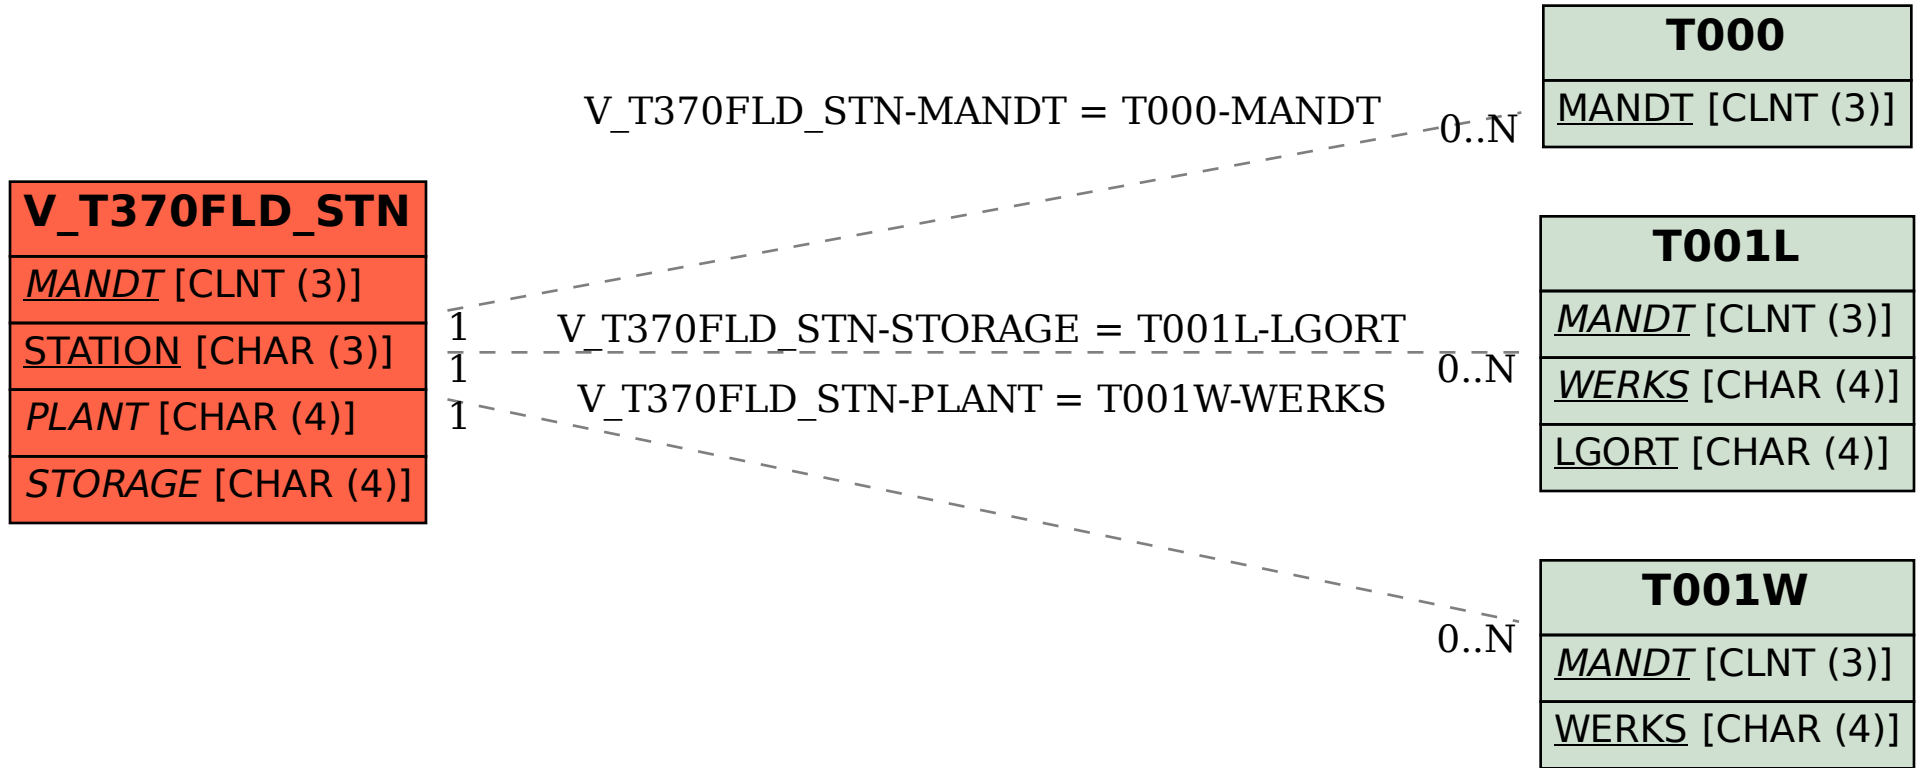 V_T370FLD_STN
MANDT [CLNT (3)]
STATION [CHAR (3)]
PLANT [CHAR (4)]
STORAGE [CHAR (4)]
V_T370FLD_STN-MANDT = T000-MANDT
0..N
1
V_T370FLD_STN-STORAGE = T001L-LGORT
1
0..N
V_T370FLD_STN-PLANT = T001W-WERKS
1
0..N
T000
MANDT [CLNT (3)]
T001L
MANDT [CLNT (3)]
WERKS [CHAR (4)]
LGORT [CHAR (4)]
T001W
MANDT [CLNT (3)]
WERKS [CHAR (4)]